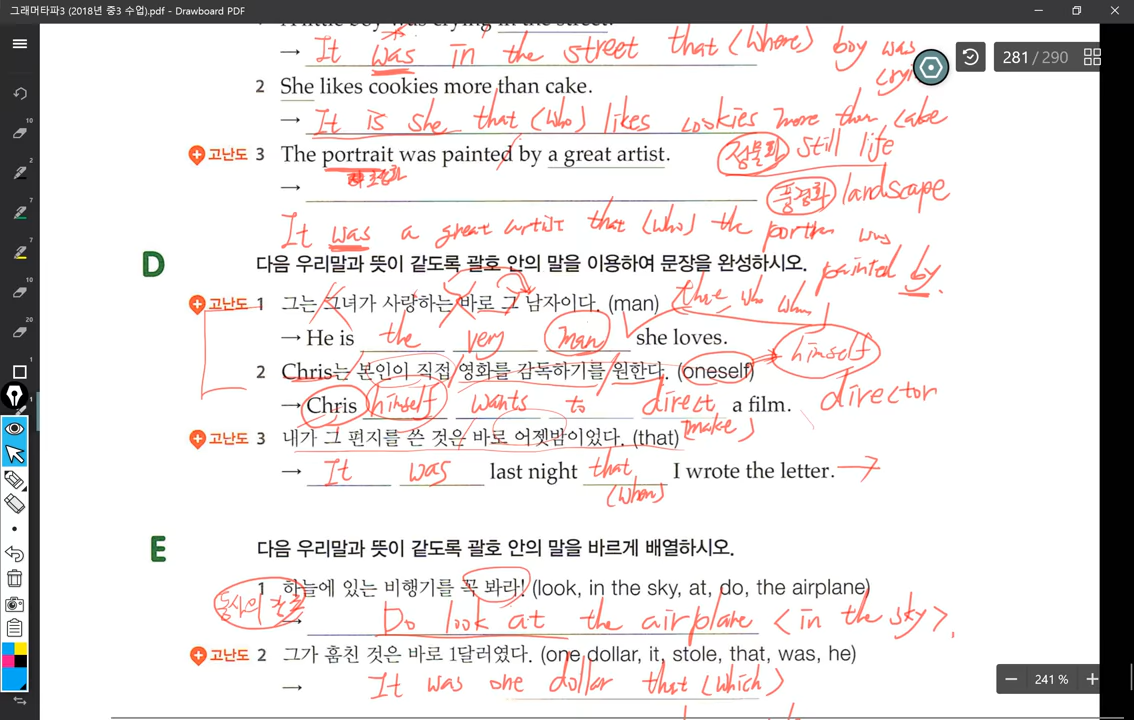 그래머타파3 (2018년 중3 수업).pdf - Drawboard PDF
281 / 290
A little boy was crying in the street.
→ It was in the street that (where) boy was
2 She likes cookies more than cake.
→ It is she that (who) likes cookies more than cake
고난도 3 The portrait was painted by a great artist.
정물화 still life
→
풍경화 landscape
It was a great artist that (who) the was
painted by.
D 다음 우리말과 뜻이 같도록 괄호 안의 말을 이용하여 문장을 완성하시오.
고난도 1 그는 그녀가 사랑하는 바로 그 남자이다. (man)
→ He is the very man she loves.
himself
2 Chris는 본인이 직접 영화를 감독하기를 원한다. (oneself)
→ Chris himself wants to direct a film.
director
(make)
고난도 3 내가 그 편지를 쓴 것은 바로 어젯밤이었다. (that)
→ It was last night that I wrote the letter.
(when)
E 다음 우리말과 뜻이 같도록 괄호 안의 말을 바르게 배열하시오.
1 하늘에 있는 비행기를 꼭 봐라! (look, in the sky, at, do, the airplane)
→ Do look at the airplane <in the sky>.
고난도 2 그가 훔친 것은 바로 1달러였다. (one dollar, it, stole, that, was, he)
→ It was one dollar that (which)
241 %